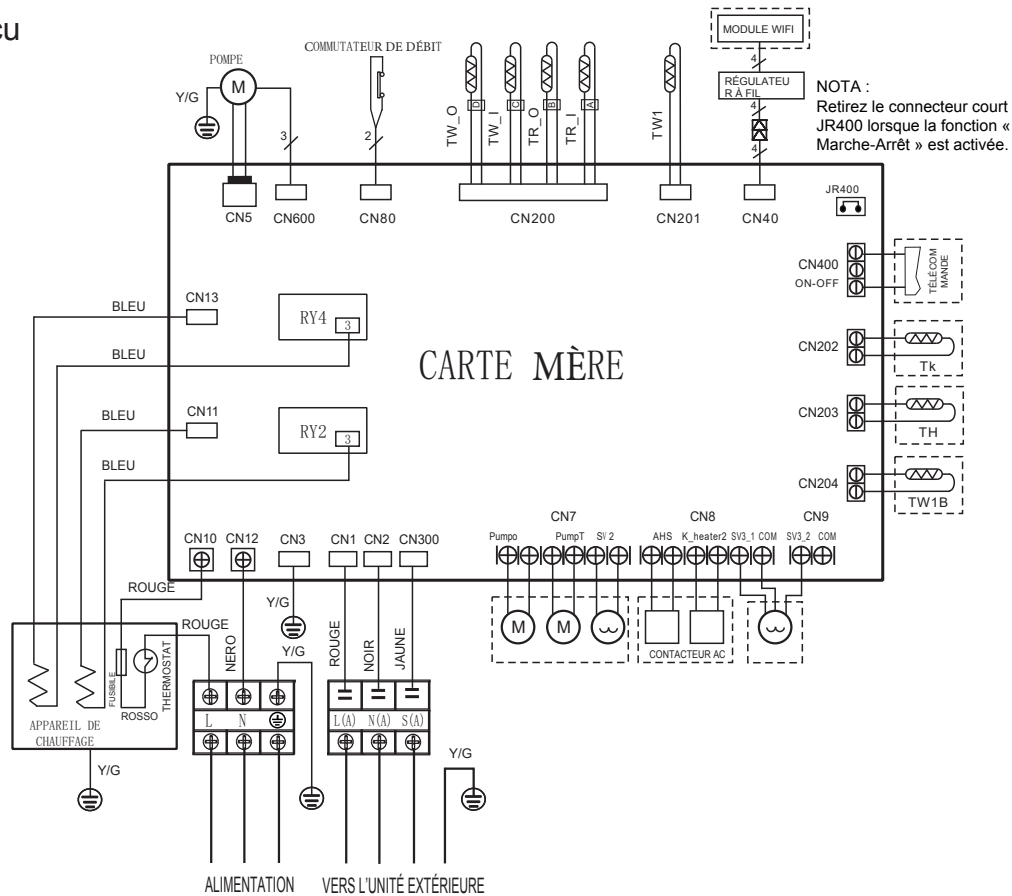 cu
MODULE WIFI
4
RÉGULATEU
R À FIL
4
4
NOTA :
Retirez le connecteur court
JR400 lorsque la fonction «
Marche-Arrêt » est activée.
POMPE
M
Y/G
3
COMMUTATEUR DE DÉBIT
2
TW_O
D
TW_I
C
TR_O
B
TR_I
A
TW1
CN5
CN600
CN80
CN200
CN201
CN40
JR400
CN400
ON-OFF
TÉLÉCOM
MANDE
CN202
Tk
CN203
TH
CN204
TW1B
BLEU
CN13
RY4
3
BLEU
CARTE MÈRE
BLEU
CN11
RY2
3
BLEU
CN10
CN12
CN3
CN1
CN2
CN300
CN7
CN8
CN9
Pumpo
PumpT
SV 2
AHS
K_heater2
SV3_1
COM
SV3_2
COM
M
M
CONTACTEUR AC
ROUGE
ROUGE
NERO
Y/G
Y/G
ROUGE
NOIR
JAUNE
FUSIBILE
THERMOSTAT
ROSSO
APPAREIL DE
CHAUFFAGE
Y/G
L
N
L(A)
N(A)
S(A)
Y/G
ALIMENTATION
VERS L'UNITÉ EXTÉRIEURE